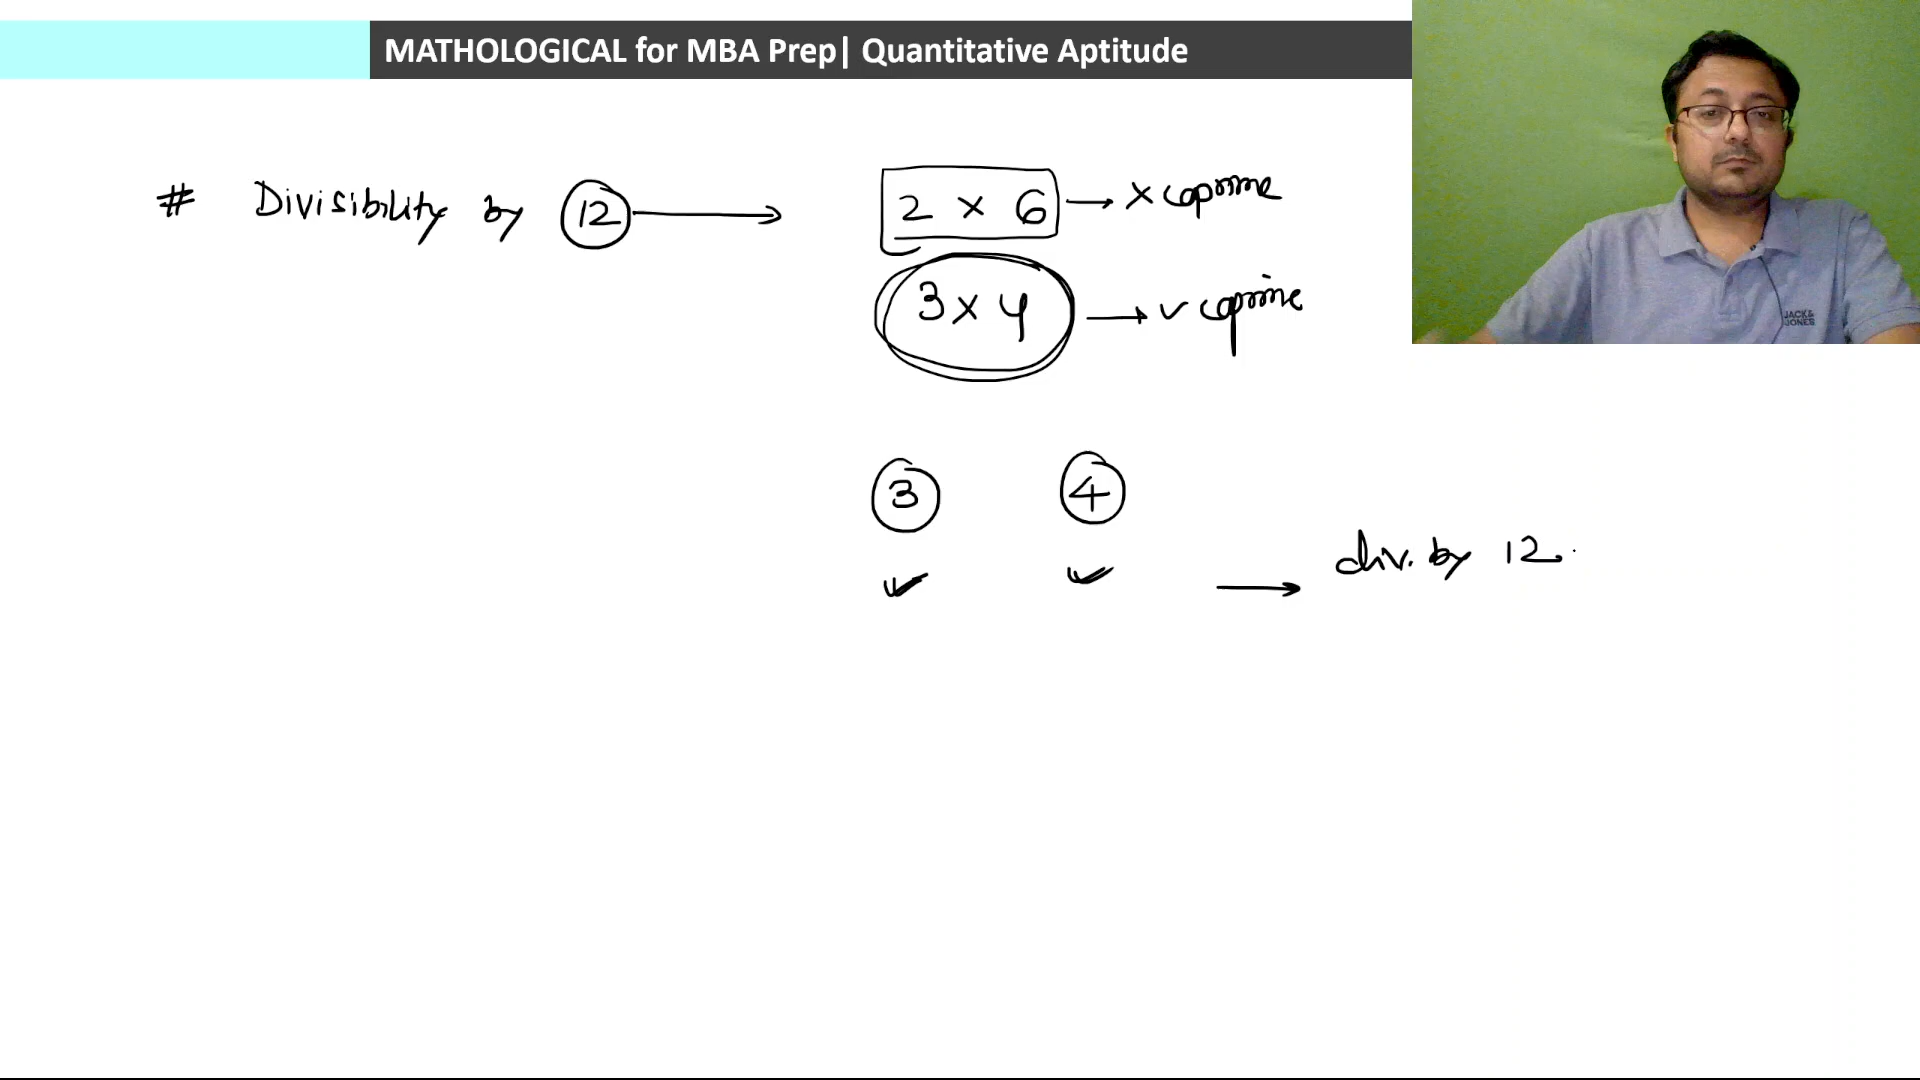 MATHOLOGICAL for MBA Prep| Quantitative Aptitude
# Divisibility by 12 → 2 x 6 → x coprime
3 x 4 → ✓ coprime
3 4
✓ ✓ → div. by 12.
JACK&
JONES